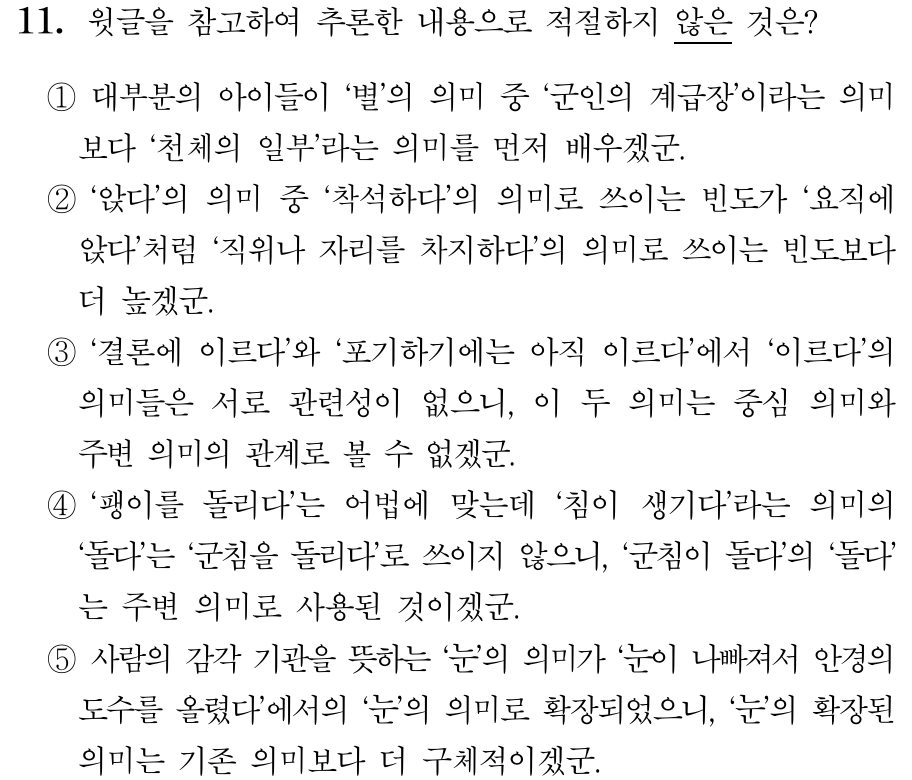 11. 윗글을 참고하여 추론한 내용으로 적절하지 않은 것은?
① 대부분의 아이들이 ‘별’의 의미 중 ‘군인의 계급장’이라는 의미
보다 ‘천체의 일부’라는 의미를 먼저 배우겠군.
② ‘앉다’의 의미 중 ‘착석하다’의 의미로 쓰이는 빈도가 ‘요직에
앉다’처럼 ‘직위나 자리를 차지하다’의 의미로 쓰이는 빈도보다
더 높겠군.
③ ‘결론에 이르다’와 ‘포기하기에는 아직 이르다’에서 ‘이르다’의
의미들은 서로 관련성이 없으니, 이 두 의미는 중심 의미와
주변 의미의 관계로 볼 수 없겠군.
④ ‘팽이를 돌리다’는 어법에 맞는데 ‘침이 생기다’라는 의미의
‘돌다’는 ‘군침을 돌리다’로 쓰이지 않으니, ‘군침이 돌다’의 ‘돌다’
는 주변 의미로 사용된 것이겠군.
⑤ 사람의 감각 기관을 뜻하는 ‘눈’의 의미가 ‘눈이 나빠져서 안경의
도수를 올렸다’에서의 ‘눈’의 의미로 확장되었으니, ‘눈’의 확장된
의미는 기존 의미보다 더 구체적이겠군.